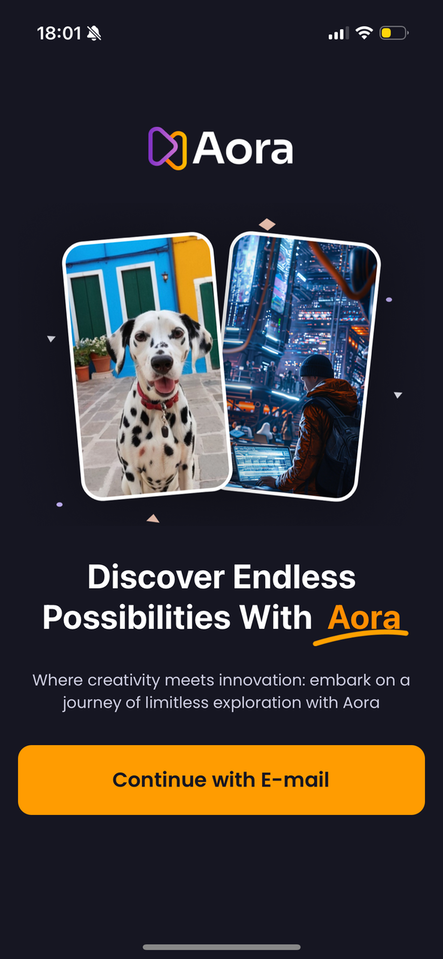 18:01
Aora
Discover Endless
Possibilities With Aora
Where creativity meets innovation: embark on a
journey of limitless exploration with Aora
Continue with E-mail